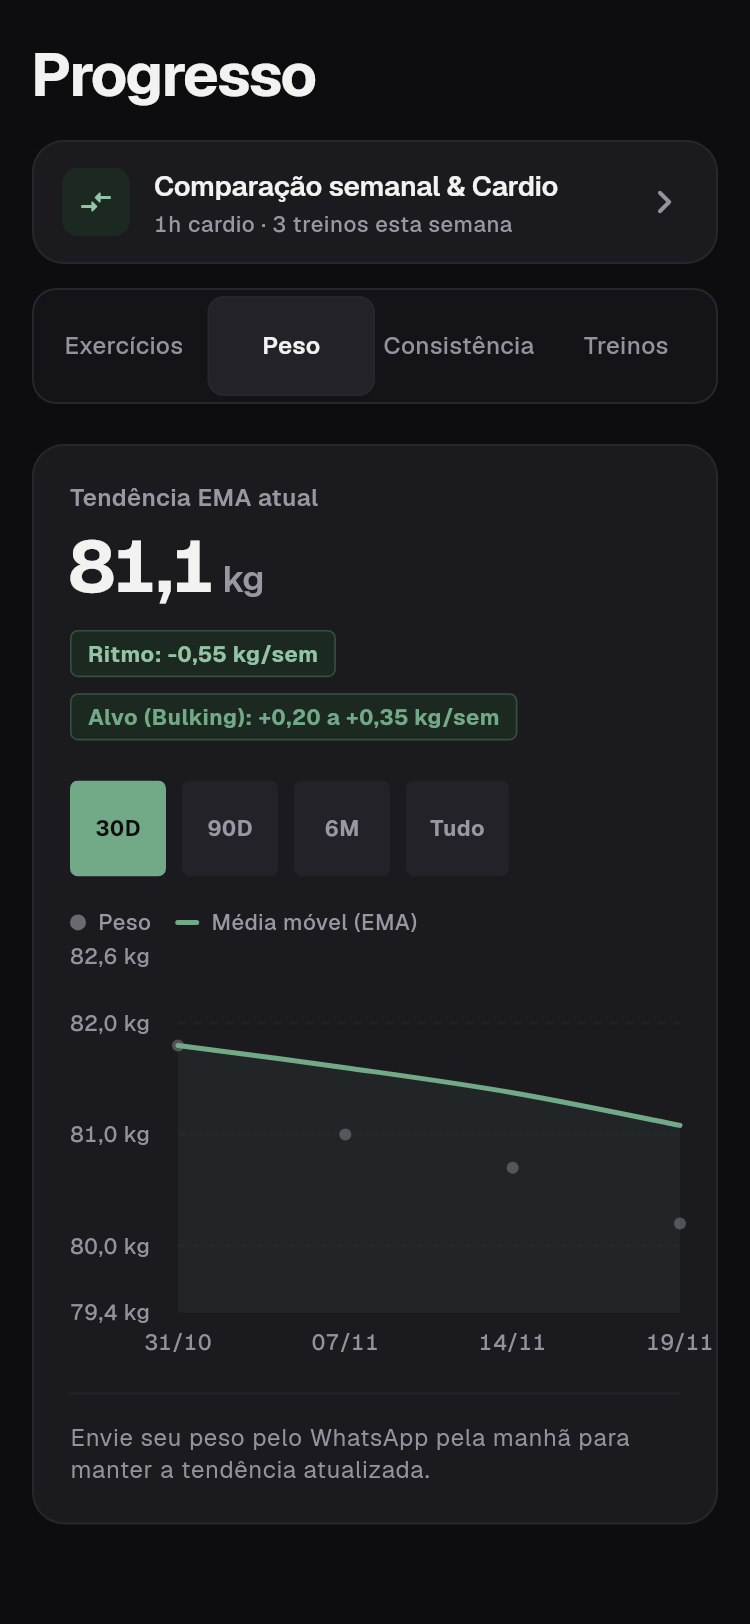 Progresso
Comparação semanal & Cardio
1h cardio · 3 treinos esta semana
Exercícios
Peso
Consistência
Treinos
Tendência EMA atual
81,1 kg
Ritmo: -0,55 kg/sem
Alvo (Bulking): +0,20 a +0,35 kg/sem
30D
90D
6M
Tudo
Peso
Média móvel (EMA)
82,6 kg
82,0 kg
81,0 kg
80,0 kg
79,4 kg
31/10
07/11
14/11
19/11
Envie seu peso pelo WhatsApp pela manhã para
manter a tendência atualizada.